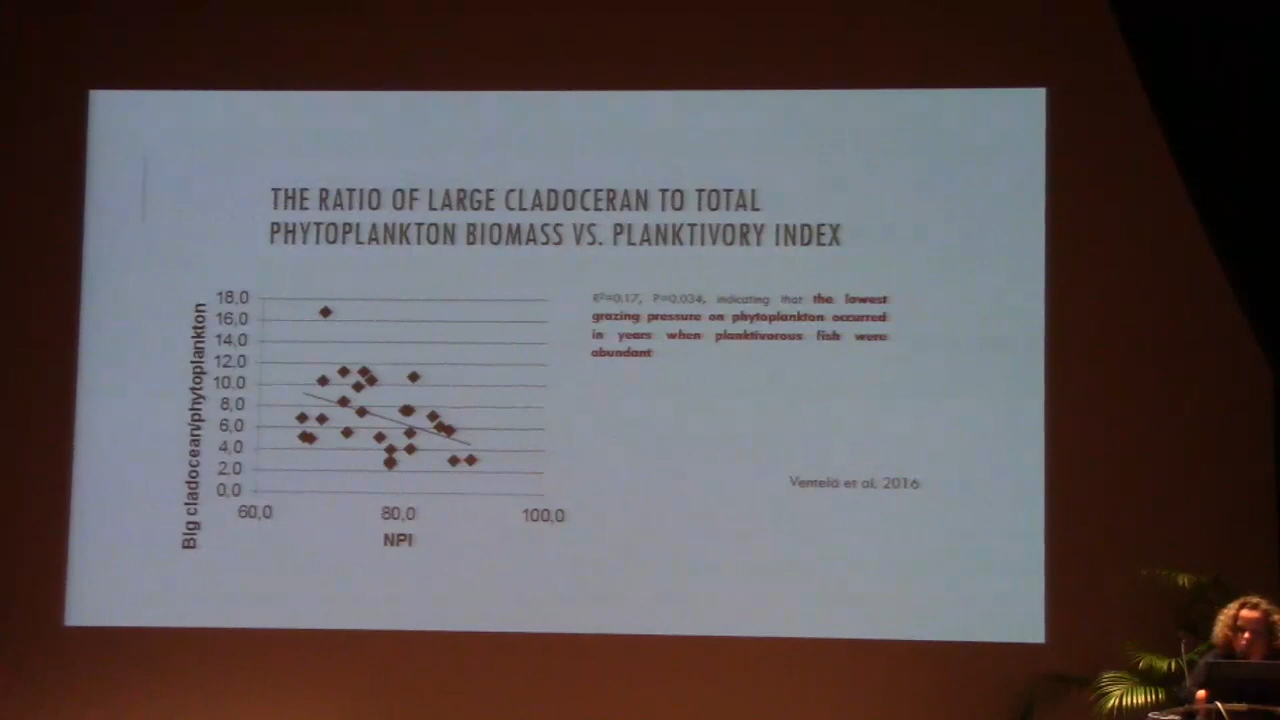 THE RATIO OF LARGE CLADOCERAN TO TOTAL
PHYTOPLANKTON BIOMASS VS. PLANKTIVORY INDEX
Big cladocean/phytoplankton
18,0
16,0
14,0
12,0
10,0
8,0
6,0
4,0
2,0
0,0
60,0 80,0 100,0
NPI
R²=0.17, P=0.034, indicating that the lowest
grazing pressure on phytoplankton occurred
in years when planktivorous fish were
abundant
Ventelä et al. 2016